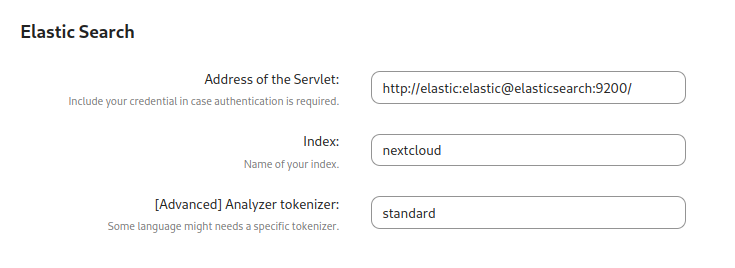 Elastic Search
Address of the Servlet:
Include your credential in case authentication is required.
http://elastic:elastic@elasticsearch:9200/
Index:
Name of your index.
nextcloud
[Advanced] Analyzer tokenizer:
Some language might needs a specific tokenizer.
standard